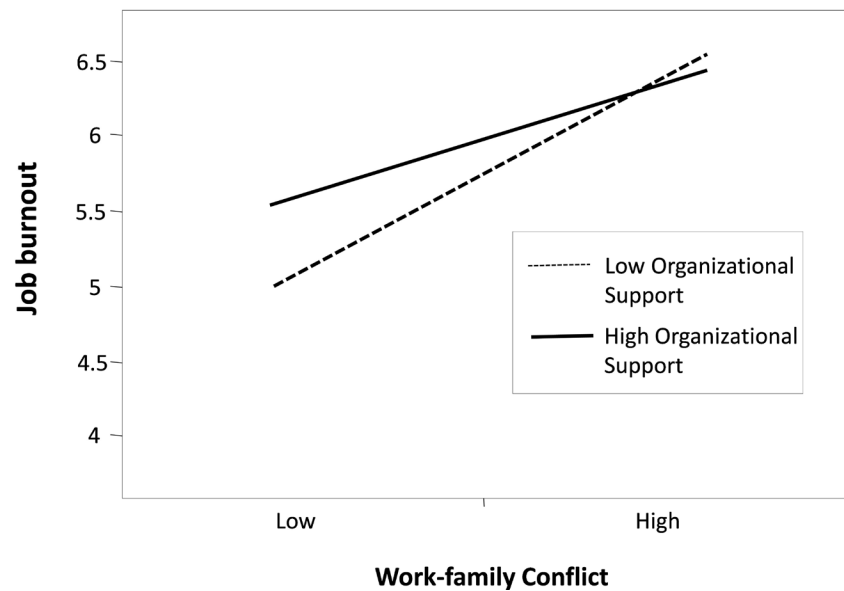 6.5
6
5.5
5
4.5
4
Job burnout
Low Organizational
Support
High Organizational
Support
Low
High
Work-family Conflict